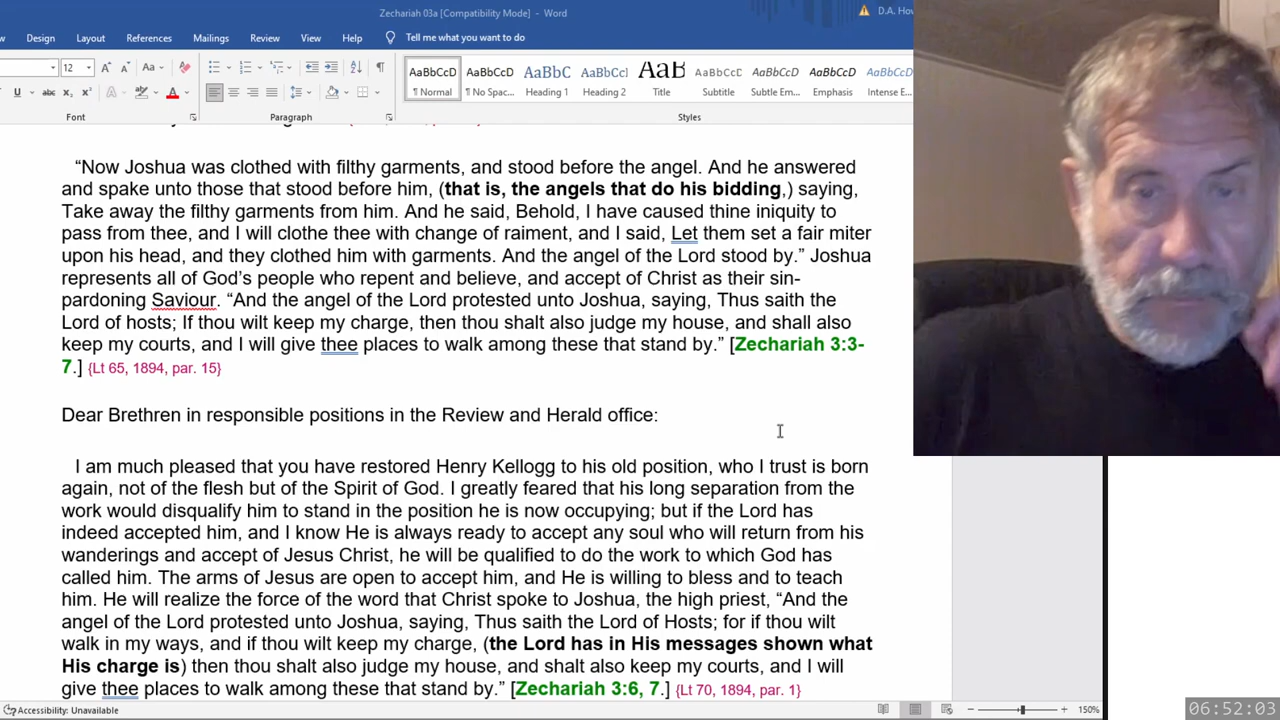 Zechariah 03a [Compatibility Mode] - Word
D.A. Hov
Design Layout References Mailings Review View Help Tell me what you want to do
12 Aa
AaBbCcD AaBbCcD AaBbC AaBbCc AaB AaBbCcD AaBbCcD AaBbCcD AaBbCcD
¶ Normal ¶ No Spac... Heading 1 Heading 2 Title Subtitle Subtle Em... Emphasis Intense E...
Font Paragraph Styles
“Now Joshua was clothed with filthy garments, and stood before the angel. And he answered
and spake unto those that stood before him, (that is, the angels that do his bidding,) saying,
Take away the filthy garments from him. And he said, Behold, I have caused thine iniquity to
pass from thee, and I will clothe thee with change of raiment, and I said, Let them set a fair miter
upon his head, and they clothed him with garments. And the angel of the Lord stood by.” Joshua
represents all of God’s people who repent and believe, and accept of Christ as their sin-
pardoning Saviour. “And the angel of the Lord protested unto Joshua, saying, Thus saith the
Lord of hosts; If thou wilt keep my charge, then thou shalt also judge my house, and shall also
keep my courts, and I will give thee places to walk among these that stand by.” [Zechariah 3:3-
7.] {Lt 65, 1894, par. 15}
Dear Brethren in responsible positions in the Review and Herald office:
I am much pleased that you have restored Henry Kellogg to his old position, who I trust is born
again, not of the flesh but of the Spirit of God. I greatly feared that his long separation from the
work would disqualify him to stand in the position he is now occupying; but if the Lord has
indeed accepted him, and I know He is always ready to accept any soul who will return from his
wanderings and accept of Jesus Christ, he will be qualified to do the work to which God has
called him. The arms of Jesus are open to accept him, and He is willing to bless and to teach
him. He will realize the force of the word that Christ spoke to Joshua, the high priest, “And the
angel of the Lord protested unto Joshua, saying, Thus saith the Lord of Hosts; for if thou wilt
walk in my ways, and if thou wilt keep my charge, (the Lord has in His messages shown what
His charge is) then thou shalt also judge my house, and shalt also keep my courts, and I will
give thee places to walk among these that stand by.” [Zechariah 3:6, 7.] {Lt 70, 1894, par. 1}
Accessibility: Unavailable 150%
06:52:03